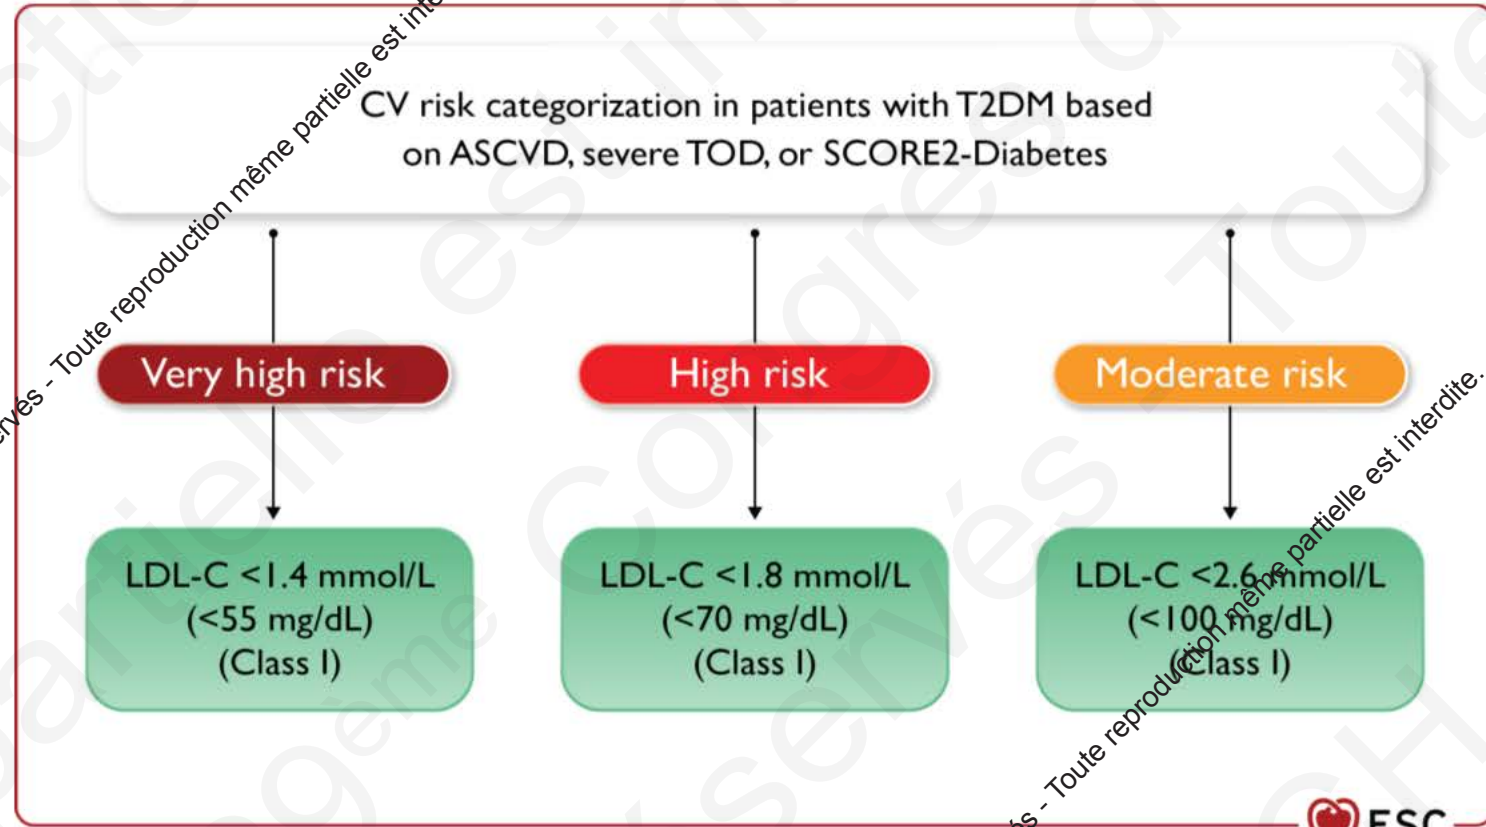 CV risk categorization in patients with T2DM based
on ASCVD, severe TOD, or SCORE2-Diabetes
Very high risk
High risk
Moderate risk
LDL-C <1.4 mmol/L
(<55 mg/dL)
(Class I)
LDL-C <1.8 mmol/L
(<70 mg/dL)
(Class I)
LDL-C <2.6 mmol/L
(<100 mg/dL)
(Class I)
- Toute reproduction même partielle est
- Toute reproduction même partielle est interdite.
ESC